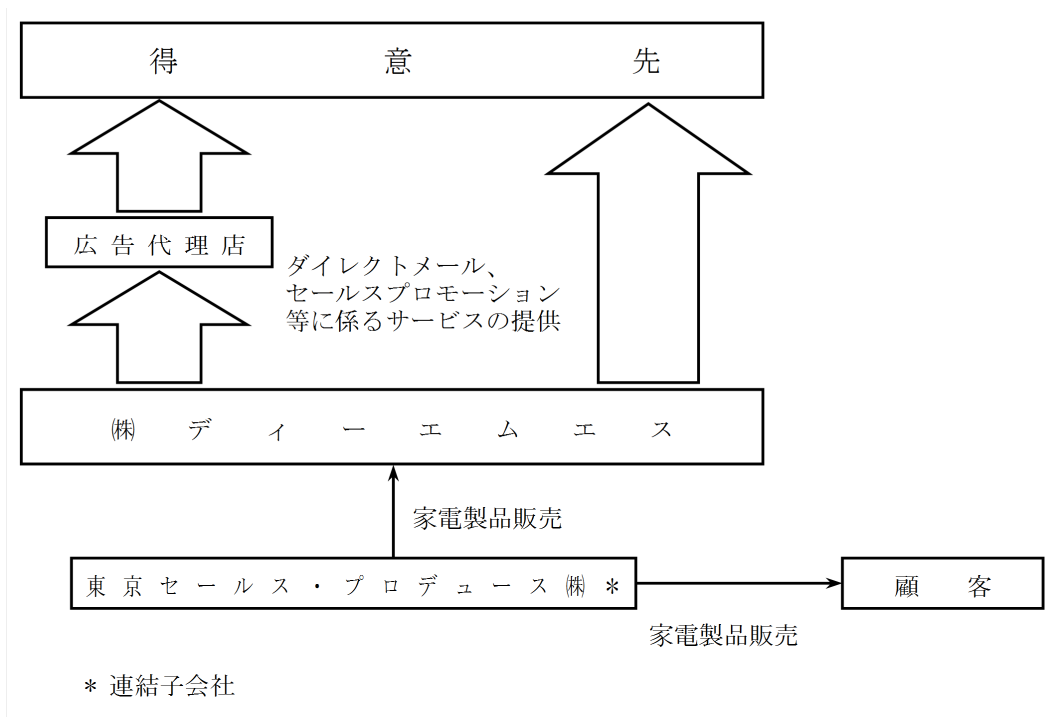 得意先
広告代理店
ダイレクトメール、
セールスプロモーション
等に係るサービスの提供
㈱ディーエムエス
家電製品販売
東京セールス・プロデュース㈱＊
顧客
家電製品販売
＊ 連結子会社